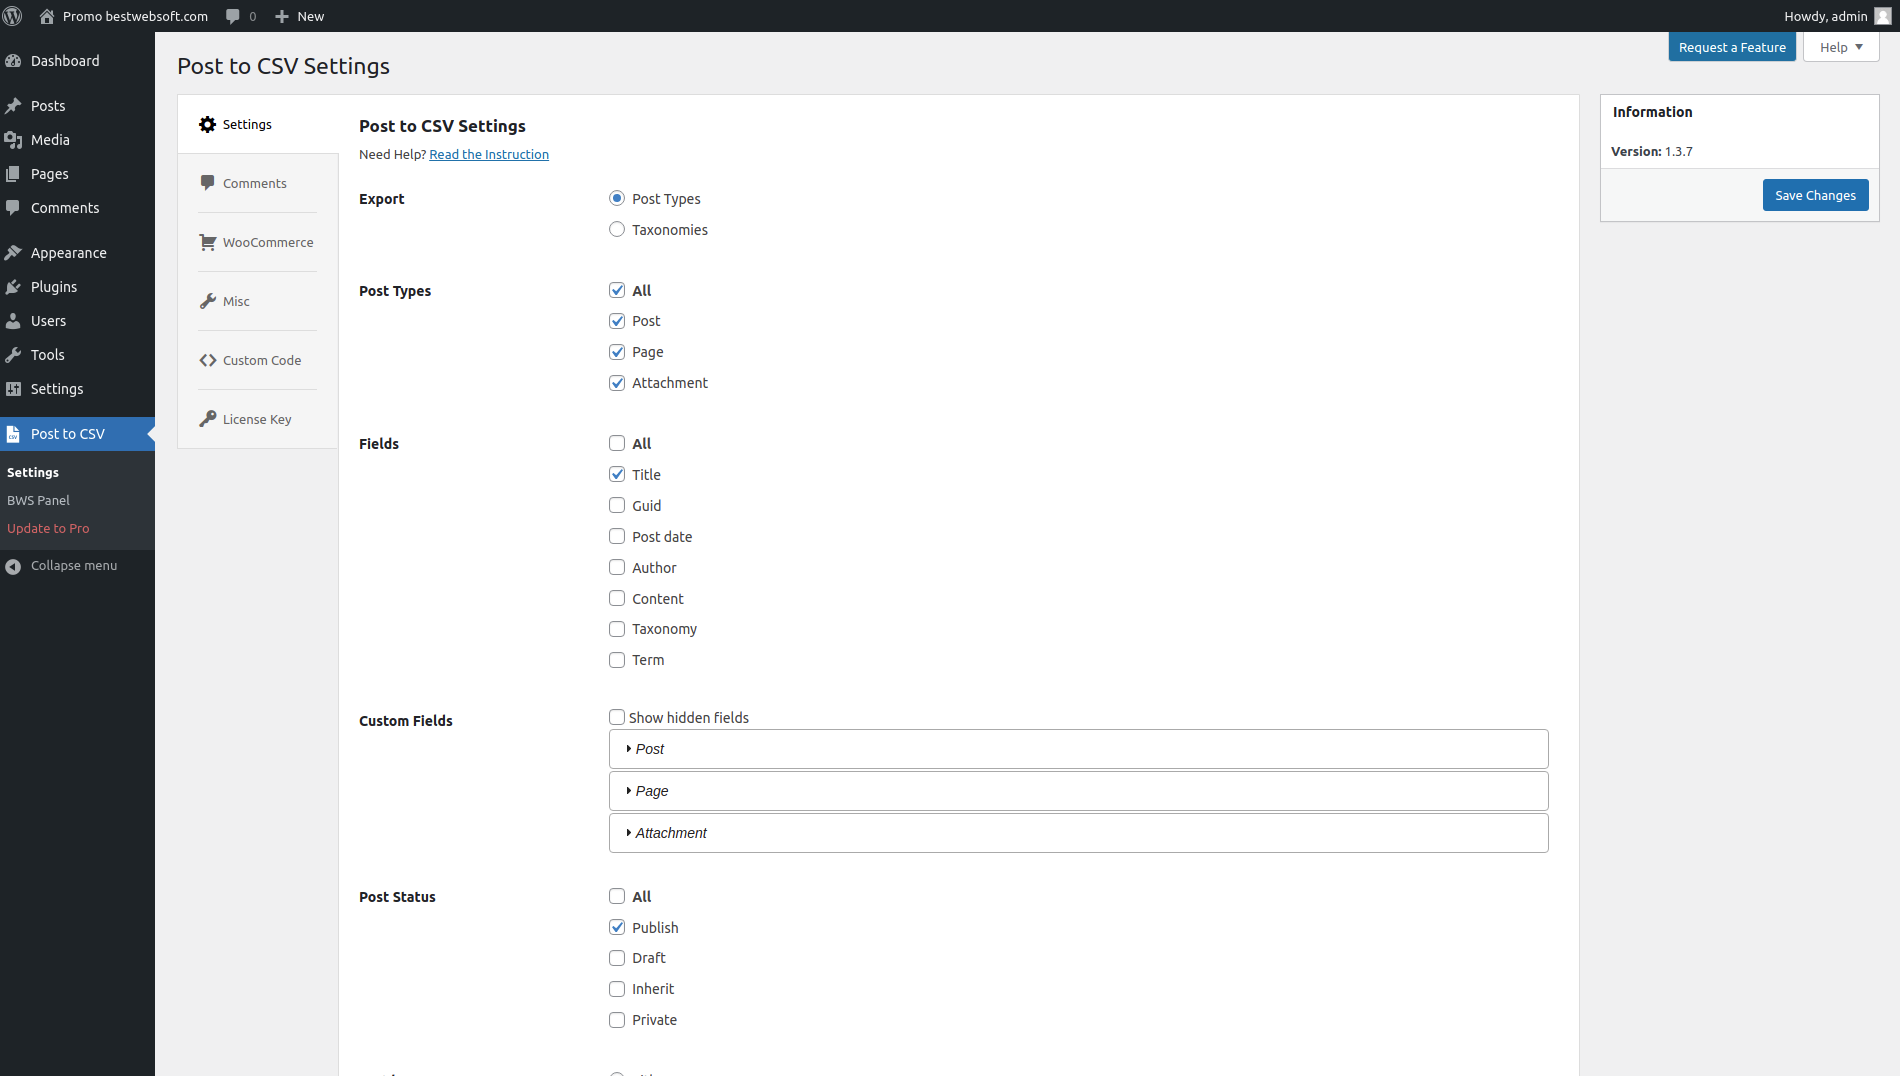 Promo bestwebsoft.com
0
New
Howdy, admin
Dashboard
Posts
Media
Pages
Comments
Appearance
Plugins
Users
Tools
Settings
CSV
Post to CSV
Settings
BWS Panel
Update to Pro
Collapse menu
Post to CSV Settings
Request a Feature
Help
Settings
Comments
WooCommerce
Misc
Custom Code
License Key
Post to CSV Settings
Need Help? Read the Instruction
Export
Post Types
Taxonomies
Post Types
All
Post
Page
Attachment
Fields
All
Title
Guid
Post date
Author
Content
Taxonomy
Term
Custom Fields
Show hidden fields
Post
Page
Attachment
Post Status
All
Publish
Draft
Inherit
Private
Information
Version: 1.3.7
Save Changes